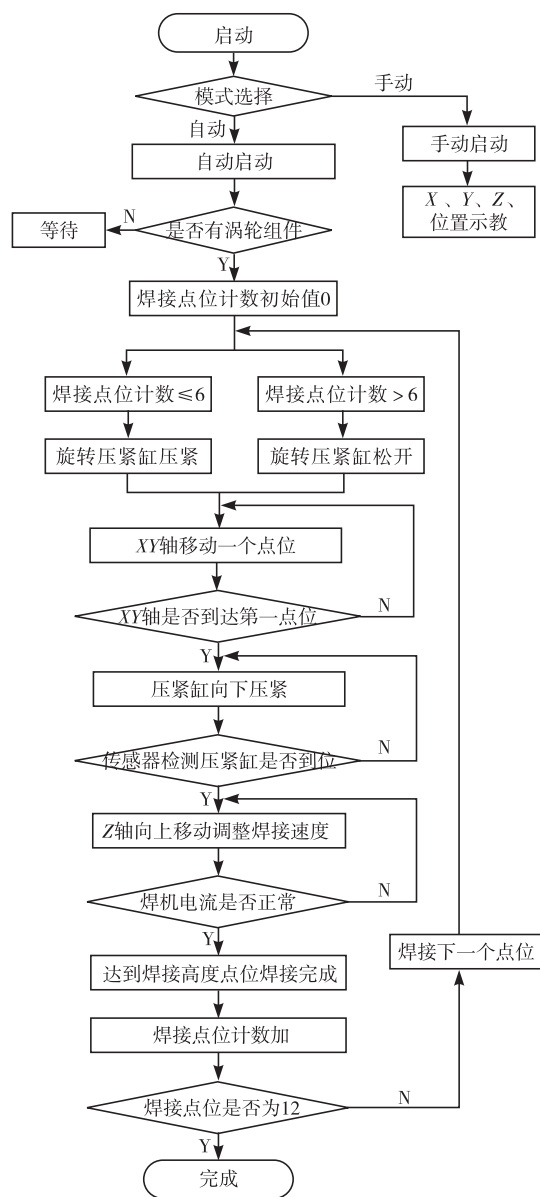 启动
模式选择
手动
自动
手动启动
自动启动
X、Y、Z、
位置示教
N
等待
是否有涡轮组件
Y
焊接点位计数初始值0
焊接点位计数≤6
焊接点位计数>6
旋转压紧缸压紧
旋转压紧缸松开
XY轴移动一个点位
XY轴是否到达第一点位
N
Y
压紧缸向下压紧
传感器检测压紧缸是否到位
N
Y
Z轴向上移动调整焊接速度
焊机电流是否正常
N
Y
焊接下一个点位
达到焊接高度点位焊接完成
焊接点位计数加
焊接点位是否为12
N
Y
完成